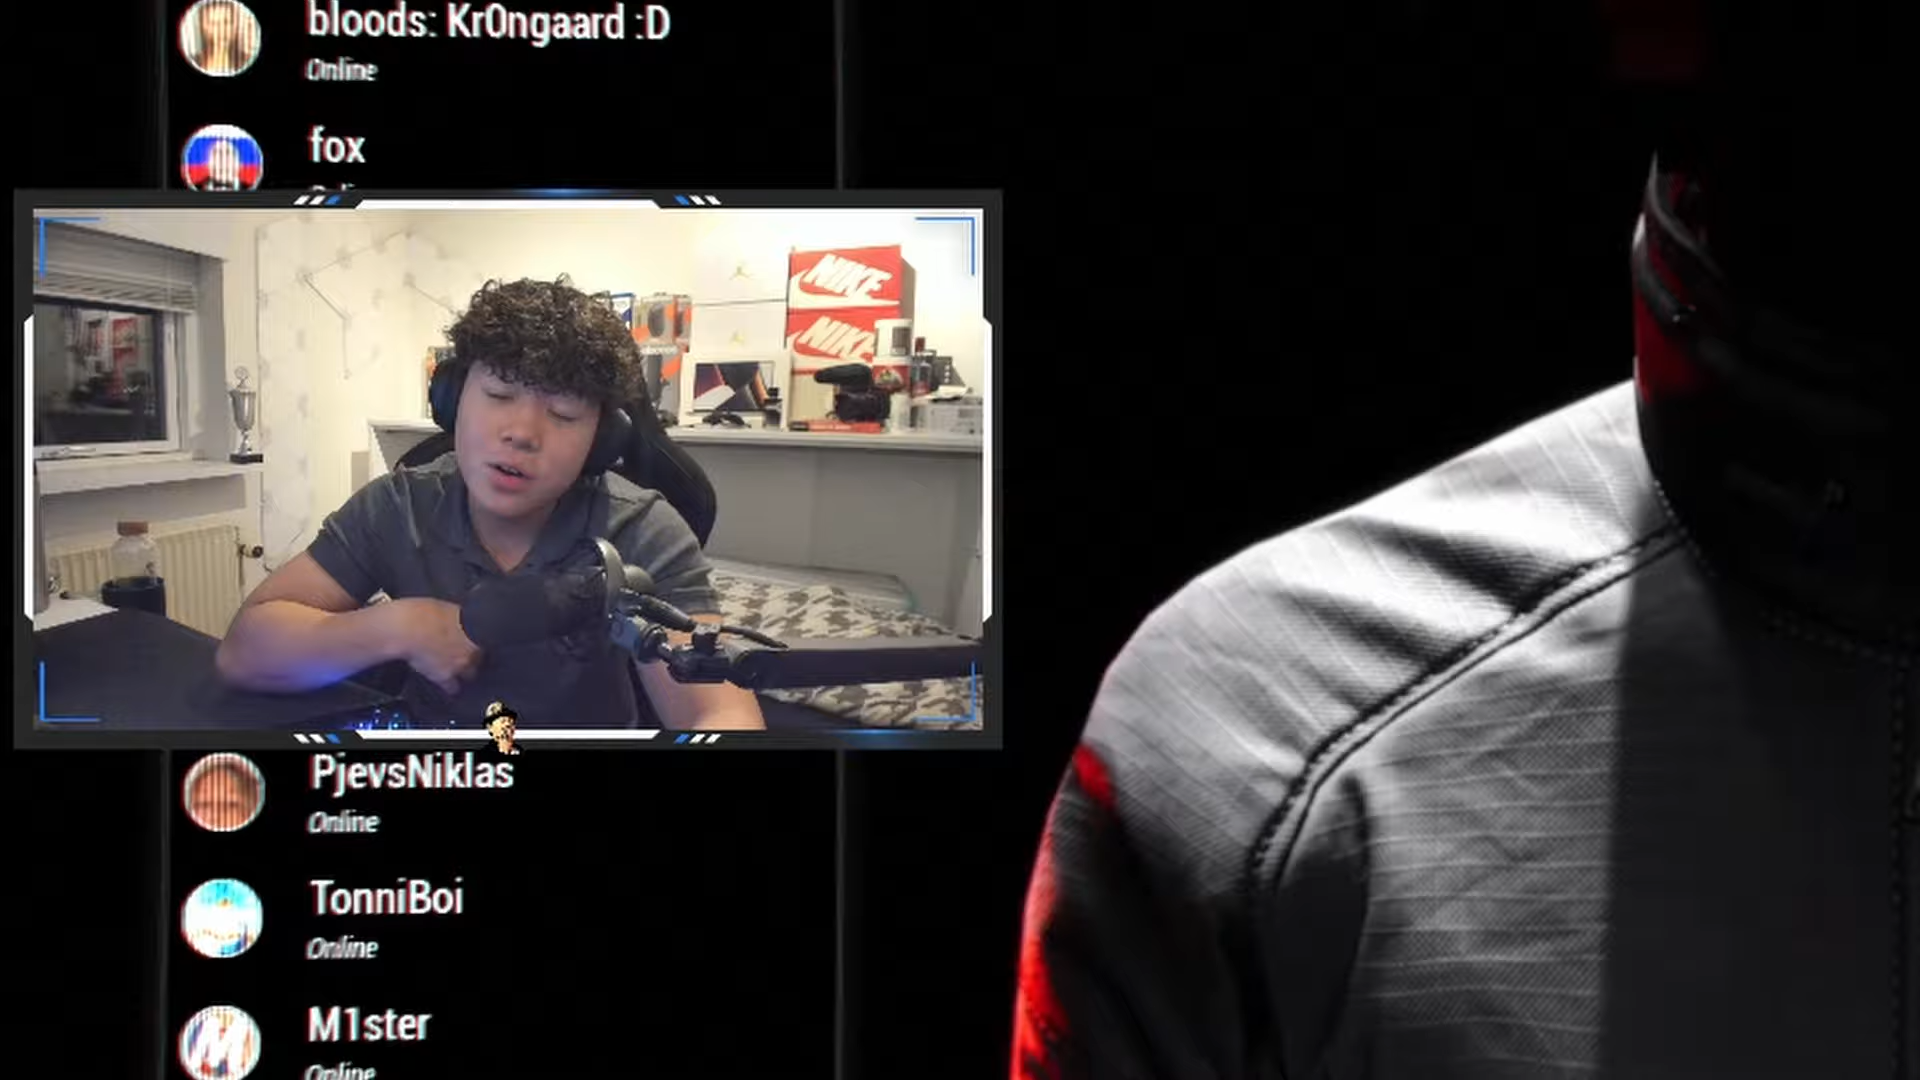 bloods: Kr0ngaard :D
Online
fox
NIKE
NIKE
PjevsNiklas
Online
TonniBoi
Online
M1ster
Online